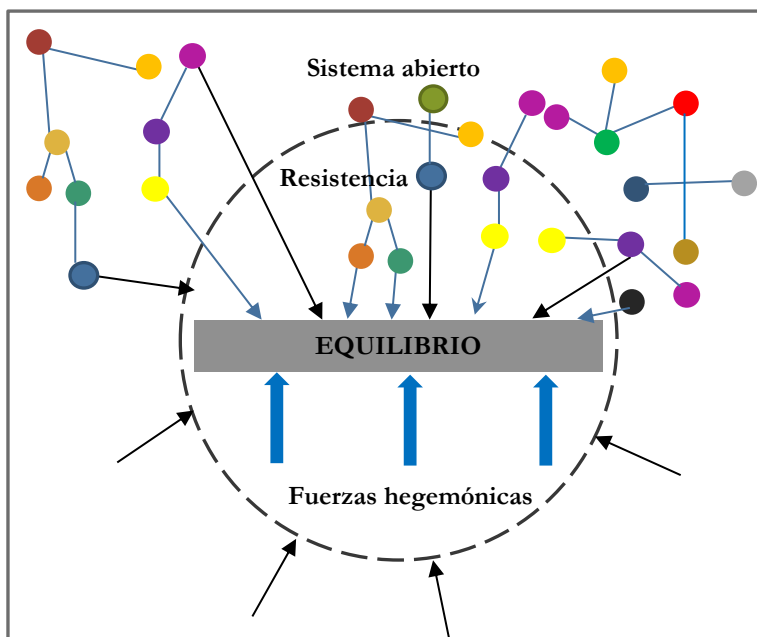 Sistema abierto
Resistencia
EQUILIBRIO
Fuerzas hegemónicas